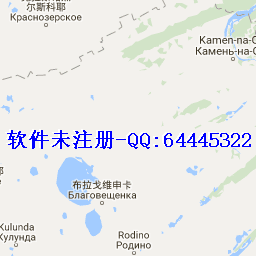 尔斯科耶
Краснозерское
Kamen-na-O
Камень-на-О
软件未注册-QQ:64445322
布拉戈维申卡
Благовещенка
Kulunda
Кулунда
Rodino
Родино